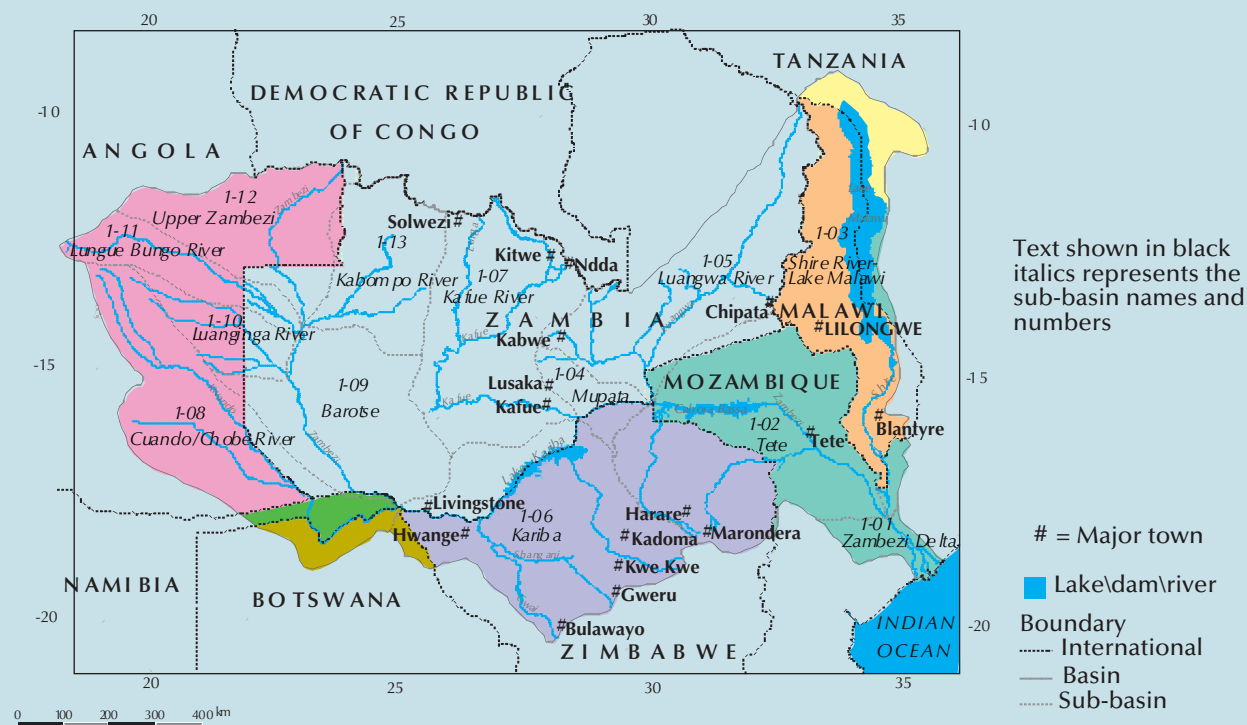 20
25
30
35
TANZANIA
DEMOCRATIC REPUBLIC
OF CONGO
-10
-10
ANGOLA
1-12
Upper Zambezi
Zambezi
1-11
Lungue Bungo River
Solwezi
1-13
Kabompo River
Kitwe
Ndda
1-07
Kafue River
1-05
Luangwa River
1-03
Shire River-
Lake Malawi
Text shown in black
italics represents the
sub-basin names and
numbers
Chipata
MALAWI
LILONGWE
ZAMBIA
1-10
Luanginga River
Kafue
Kabwe
-15
-15
1-09
Barotse
Lusaka
Kafue
Kafue
1-04
Mupata
MOZAMBIQUE
1-02
Tete
Tete
Blantyre
1-08
Cuando/Chobe River
Zambezi
Livingstone
Hwange
1-06
Kariba
Harare
Kadoma
Marondera
1-01
Zambezi Delta
# = Major town
Kwe Kwe
Gweru
NAMIBIA
BOTSWANA
Bulawayo
ZIMBABWE
INDIAN
OCEAN
-20
-20
Lake\dam\river
Boundary
International
Basin
Sub-basin
20
25
30
35
0 100 200 300 400 km